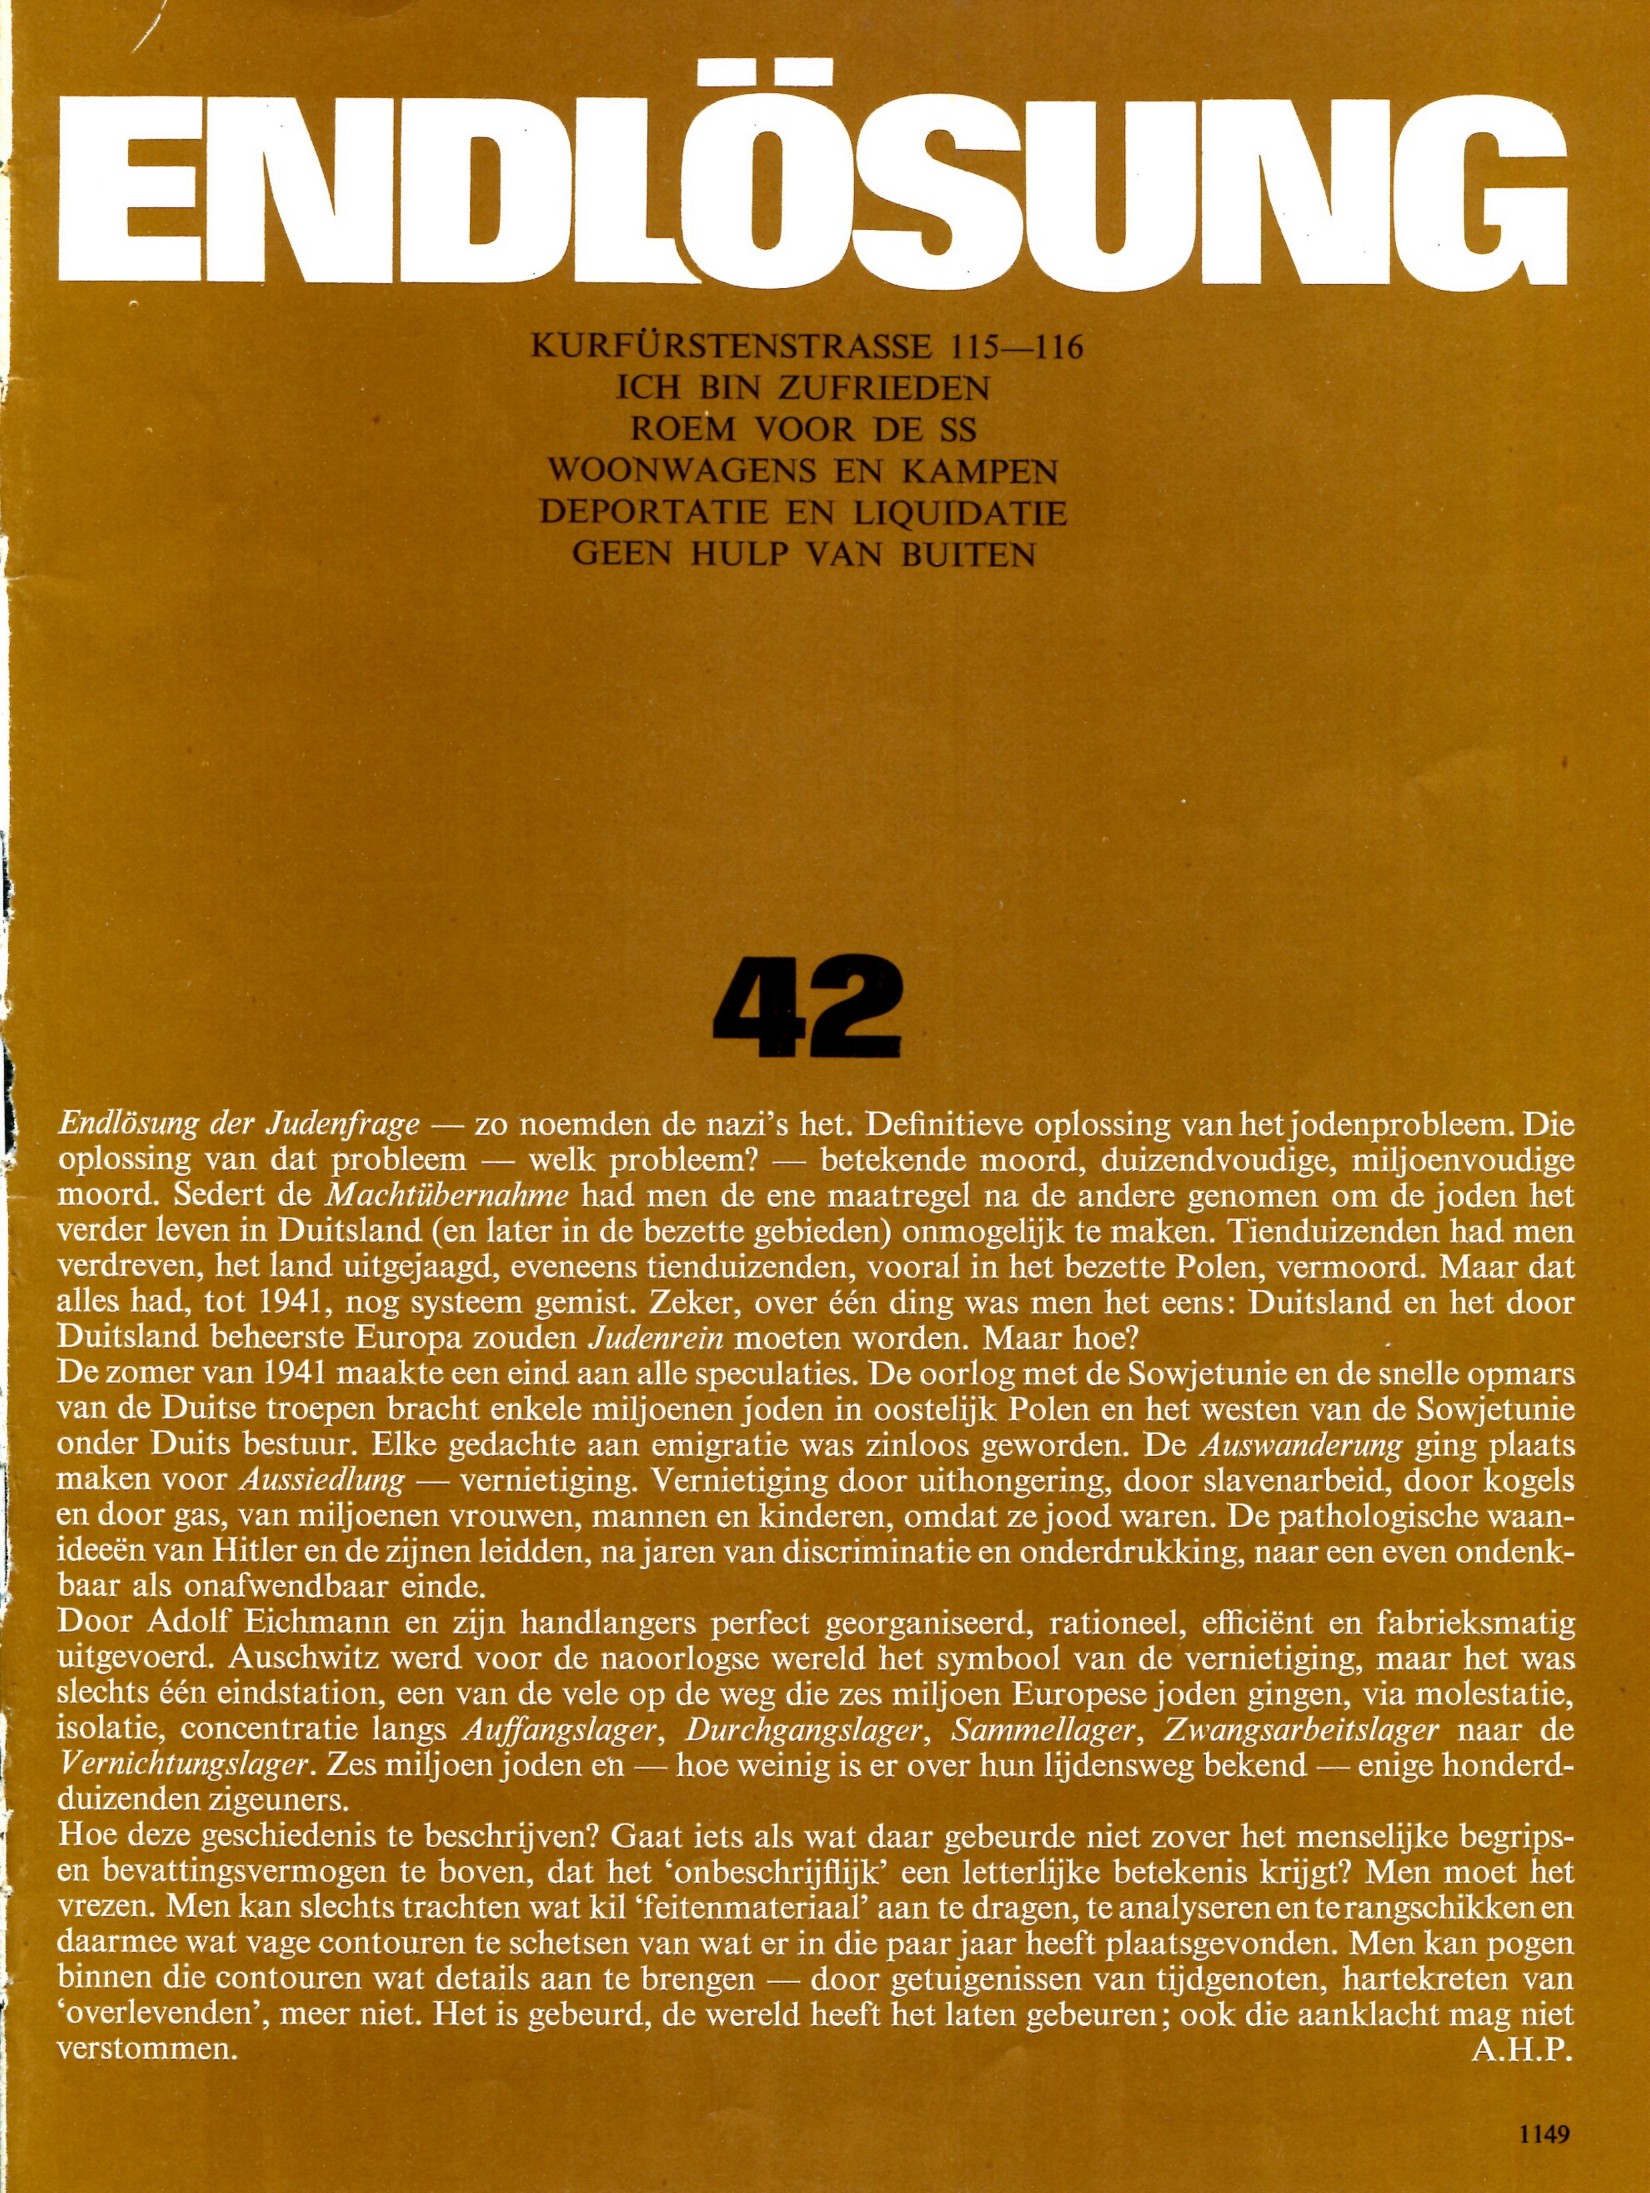 ENDLÖSUNG
KURFÜRSTENSTRASSE 115—116
ICH BIN ZUFRIEDEN
ROEM VOOR DE SS
WOONWAGENS EN KAMPEN
DEPORTATIE EN LIQUIDATIE
GEEN HULP VAN BUITEN
42
Endlösung der Judenfrage — zo noemden de nazi's het. Definitieve oplossing van het jodenprobleem. Die
oplossing van dat probleem — welk probleem? — betekende moord, duizendvoudige, miljoenvoudige
moord. Sedert de Machtübernahme had men de ene maatregel na de andere genomen om de joden het
verder leven in Duitsland (en later in de bezette gebieden) onmogelijk te maken. Tienduizenden had men
verdreven, het land uitgejaagd, eveneens tienduizenden, vooral in het bezette Polen, vermoord. Maar dat
alles had, tot 1941, nog systeem gemist. Zeker, over één ding was men het eens: Duitsland en het door
Duitsland beheerste Europa zouden Judenrein moeten worden. Maar hoe?
De zomer van 1941 maakte een eind aan alle speculaties. De oorlog met de Sowjetunie en de snelle opmars
van de Duitse troepen bracht enkele miljoenen joden in oostelijk Polen en het westen van de Sowjetunie
onder Duits bestuur. Elke gedachte aan emigratie was zinloos geworden. De Auswanderung ging plaats
maken voor Aussiedlung — vernietiging. Vernietiging door uithongering, door slavenarbeid, door kogels
en door gas, van miljoenen vrouwen, mannen en kinderen, omdat ze jood waren. De pathologische waan-
ideeën van Hitler en de zijnen leidden, na jaren van discriminatie en onderdrukking, naar een even ondenk-
baar als onafwendbaar einde.
Door Adolf Eichmann en zijn handlangers perfect georganiseerd, rationeel, efficiënt en fabrieksmatig
uitgevoerd. Auschwitz werd voor de naoorlogse wereld het symbool van de vernietiging, maar het was
slechts één eindstation, een van de vele op de weg die zes miljoen Europese joden gingen, via molestatie,
isolatie, concentratie langs Auffangslager, Durchgangslager, Sammellager, Zwangsarbeitslager naar de
Vernichtungslager. Zes miljoen joden en — hoe weinig is er over hun lijdensweg bekend — enige honderd-
duizenden zigeuners.
Hoe deze geschiedenis te beschrijven? Gaat iets als wat daar gebeurde niet zover het menselijke begrips-
en bevattingsvermogen te boven, dat het ‘onbeschrijflijk’ een letterlijke betekenis krijgt? Men moet het
vrezen. Men kan slechts trachten wat kil ‘feitenmateriaal’ aan te dragen, te analyseren en te rangschikken en
daarmee wat vage contouren te schetsen van wat er in die paar jaar heeft plaatsgevonden. Men kan pogen
binnen die contouren wat details aan te brengen — door getuigenissen van tijdgenoten, hartekreten van
‘overlevenden’, meer niet. Het is gebeurd, de wereld heeft het laten gebeuren; ook die aanklacht mag niet
verstommen. A.H.P.
1149